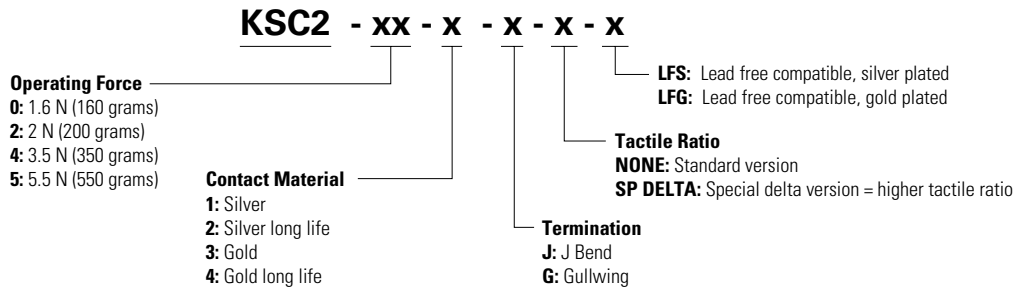 KSC2 - xx - x - x - x - x
Operating Force
0: 1.6 N (160 grams)
2: 2 N (200 grams)
4: 3.5 N (350 grams)
5: 5.5 N (550 grams)
Contact Material
1: Silver
2: Silver long life
3: Gold
4: Gold long life
Termination
J: J Bend
G: Gullwing
Tactile Ratio
NONE: Standard version
SP DELTA: Special delta version = higher tactile ratio
LFS: Lead free compatible, silver plated
LFG: Lead free compatible, gold plated